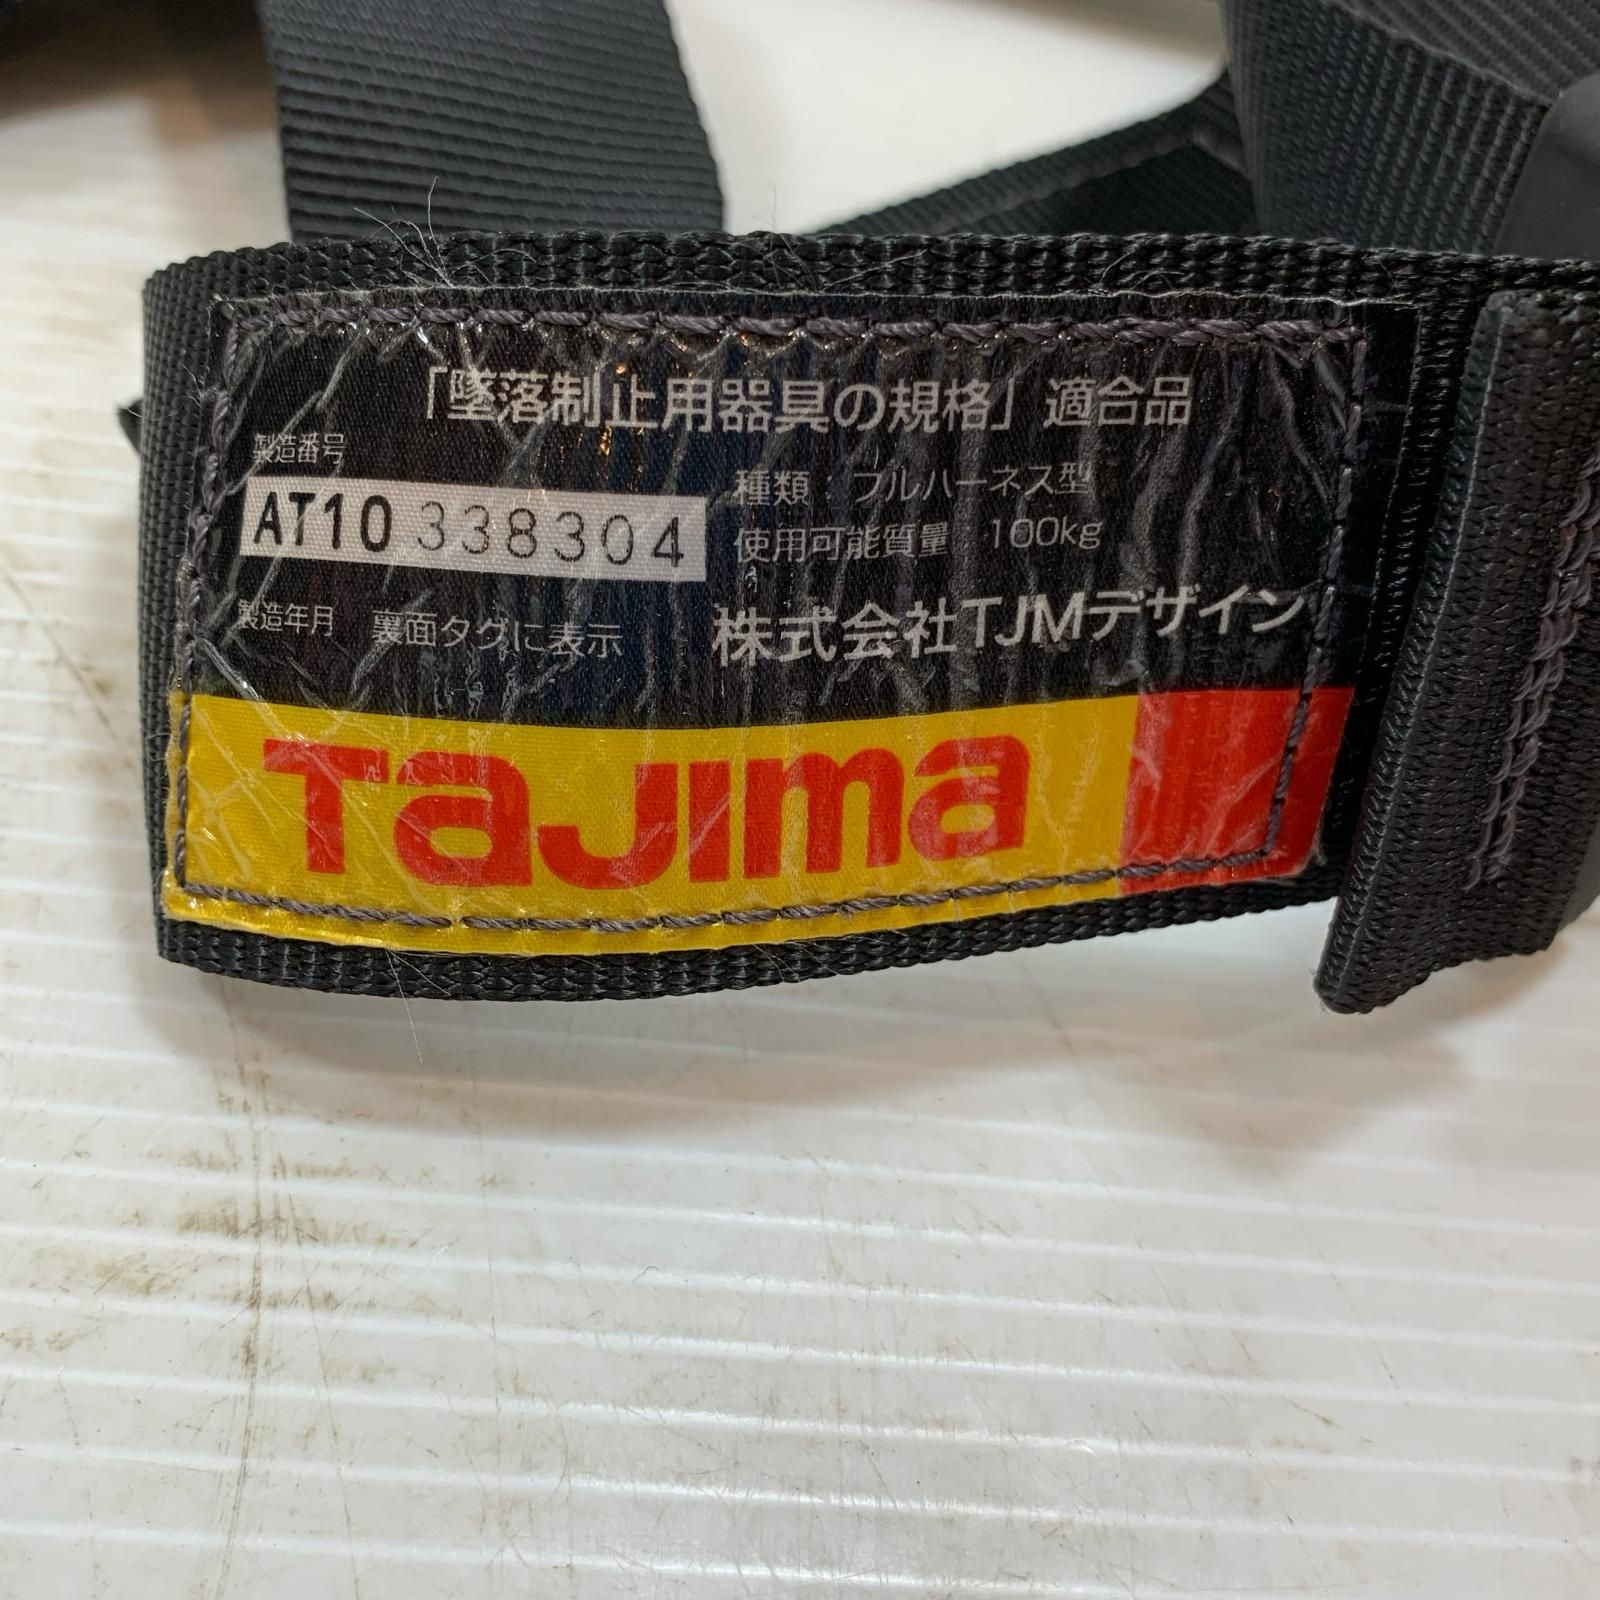 「墜落制止用器具の規格」適合品
製造番号
AT10 338304
種類：フルハーネス型
使用可能質量 100kg
製造年月 裏面タグに表示
株式会社TJMデザイン
TaJIma